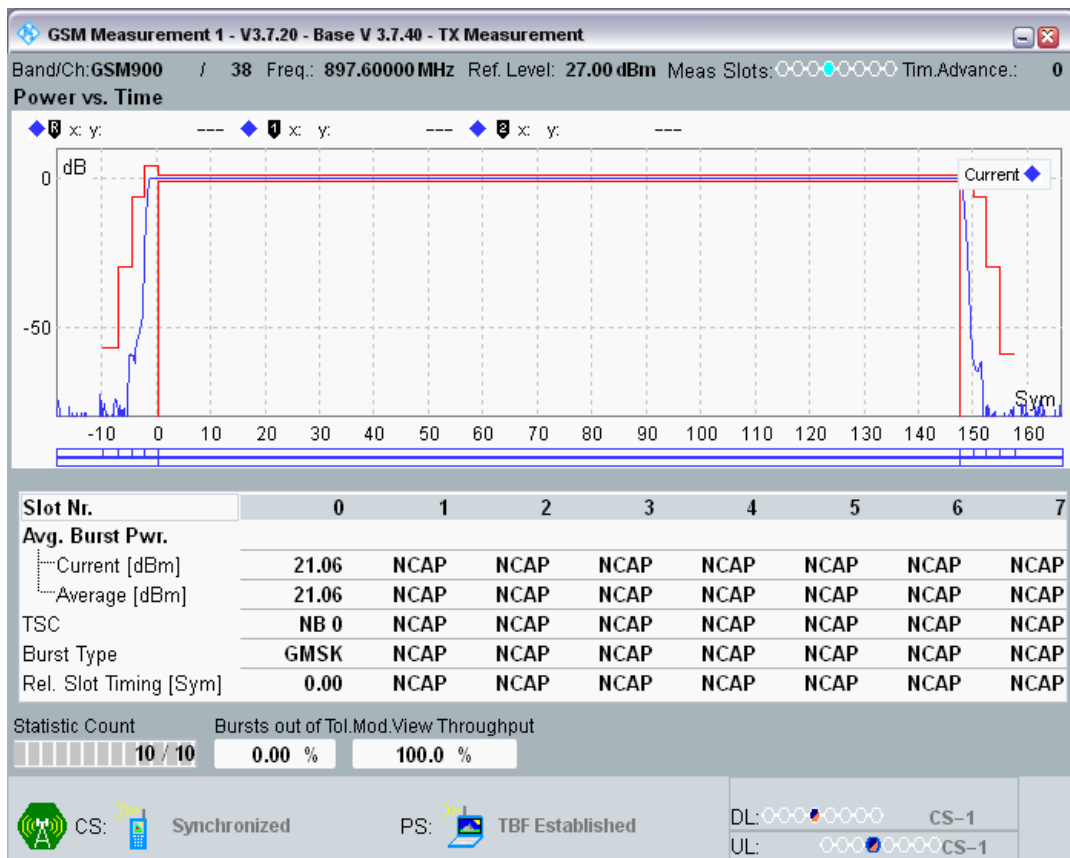 GSM Measurement 1 - V3.7.20 - Base V 3.7.40 - TX Measurement
Band/Ch:GSM900 / 38 Freq.: 897.60000 MHz Ref. Level: 27.00 dBm Meas Slots: Tim.Advance.: 0
Power vs. Time
R x: y: --- 1 x: y: --- 2 x: y: ---
dB
Current
0
-50
Sym
-10 0 10 20 30 40 50 60 70 80 90 100 110 120 130 140 150 160
Slot Nr. 0 1 2 3 4 5 6 7
Avg. Burst Pwr.
Current [dBm] 21.06 NCAP NCAP NCAP NCAP NCAP NCAP NCAP
Average [dBm] 21.06 NCAP NCAP NCAP NCAP NCAP NCAP NCAP
TSC NB 0 NCAP NCAP NCAP NCAP NCAP NCAP NCAP
Burst Type GMSK NCAP NCAP NCAP NCAP NCAP NCAP NCAP
Rel. Slot Timing [Sym] 0.00 NCAP NCAP NCAP NCAP NCAP NCAP NCAP
Statistic Count Bursts out of Tol.Mod.View Throughput
10 / 10 0.00 % 100.0 %
CS: Synchronized PS: TBF Established
DL: CS-1
UL: CS-1